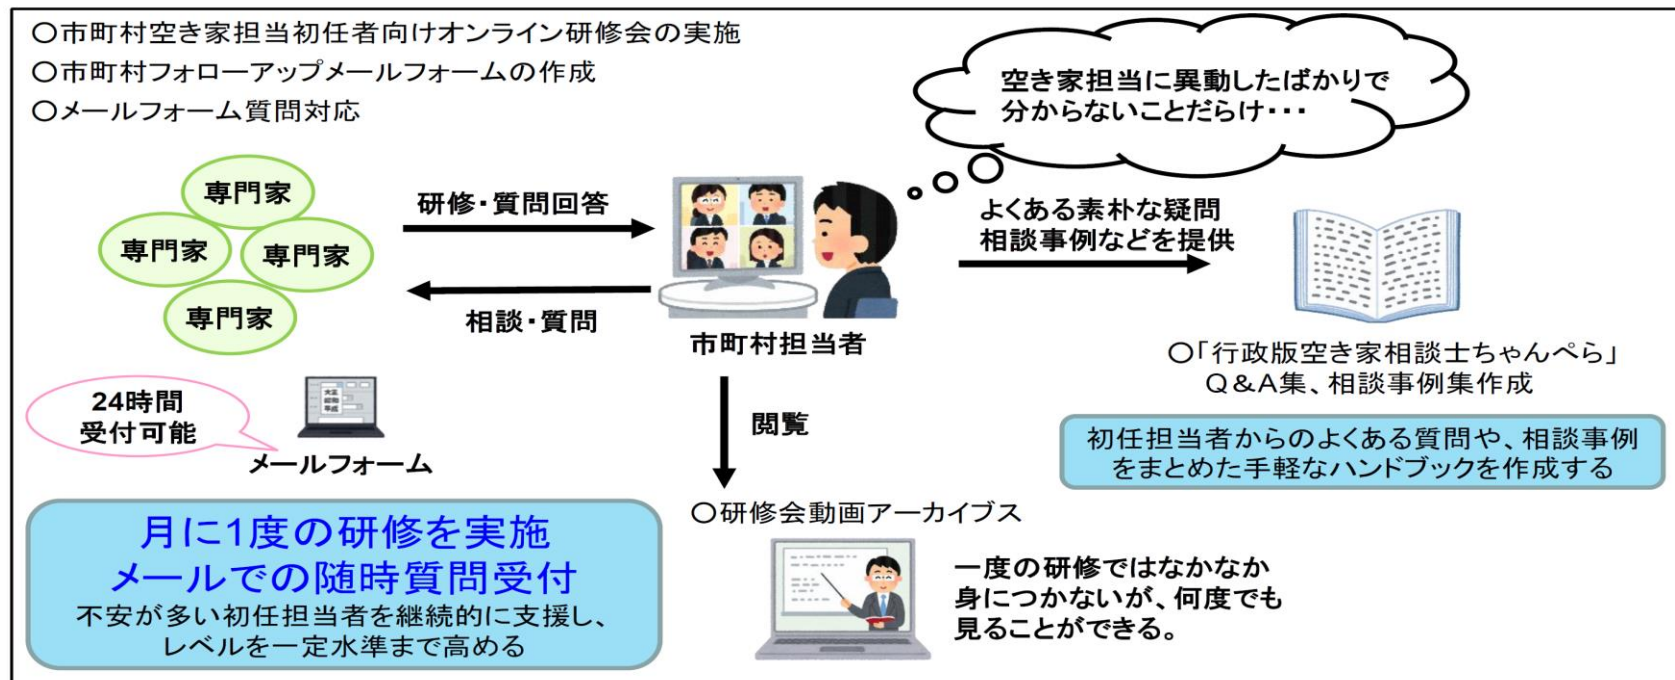 〇市町村空き家担当初任者向けオンライン研修会の実施
〇市町村フォローアップメールフォームの作成
〇メールフォーム質問対応
空き家担当に異動したばかりで
分からないことだらけ・・・
専門家
専門家
専門家
専門家
研修・質問回答
相談・質問
市町村担当者
よくある素朴な疑問
相談事例などを提供
〇「行政版空き家相談士ちゃんぺら」
Q&A集、相談事例集作成
初任担当者からのよくある質問や、相談事例
をまとめた手軽なハンドブックを作成する
24時間
受付可能
大正
昭和
平成
メールフォーム
閲覧
月に1度の研修を実施
メールでの随時質問受付
不安が多い初任担当者を継続的に支援し、
レベルを一定水準まで高める
〇研修会動画アーカイブス
一度の研修ではなかなか
身につかないが、何度でも
見ることができる。